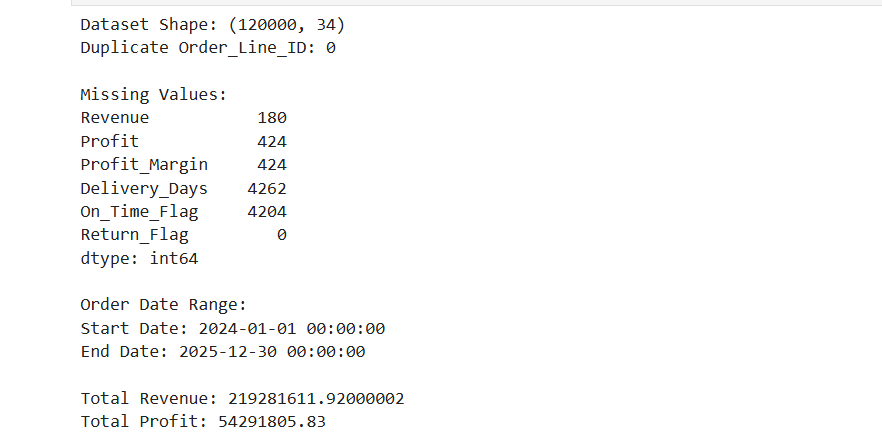 Dataset Shape: (120000, 34)
Duplicate Order_Line_ID: 0
Missing Values:
Revenue 180
Profit 424
Profit_Margin 424
Delivery_Days 4262
On_Time_Flag 4204
Return_Flag 0
dtype: int64
Order Date Range:
Start Date: 2024-01-01 00:00:00
End Date: 2025-12-30 00:00:00
Total Revenue: 219281611.92000002
Total Profit: 54291805.83